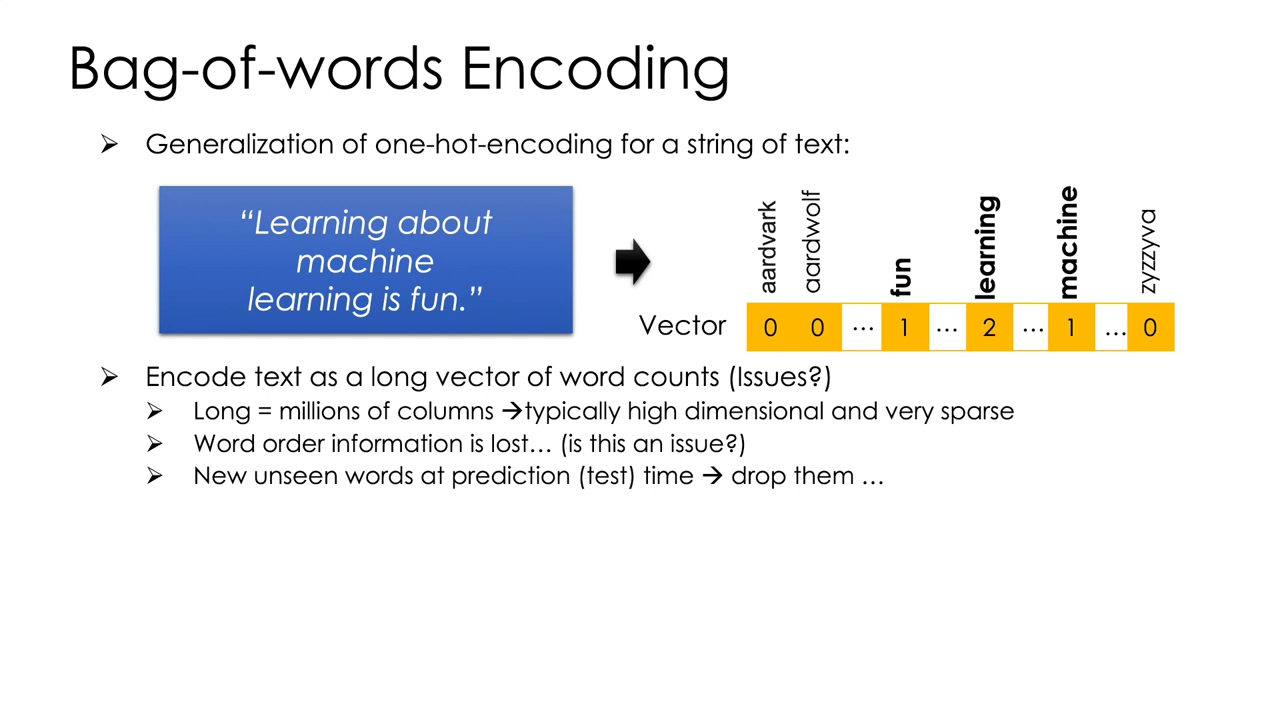 Bag-of-words Encoding
➢ Generalization of one-hot-encoding for a string of text:
“Learning about
machine
learning is fun.”
aardvark
aardwolf
fun
learning
machine
zyzzyva
Vector 0 0 … 1 … 2 … 1 … 0
➢ Encode text as a long vector of word counts (Issues?)
➢ Long = millions of columns →typically high dimensional and very sparse
➢ Word order information is lost… (is this an issue?)
➢ New unseen words at prediction (test) time → drop them …